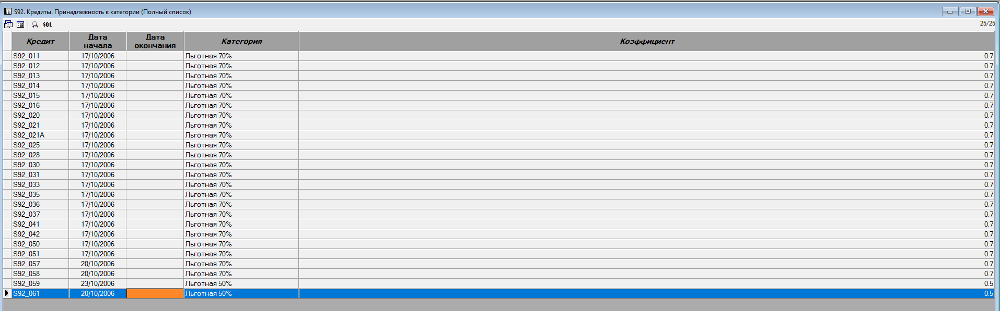 S92. Кредиты. Принадлежность к категории (Полный список)
SQL
25/25
Кредит Дата начала Дата окончания Категория Коэффициент
S92_011 17/10/2006 Льготная 70% 0.7
S92_012 17/10/2006 Льготная 70% 0.7
S92_013 17/10/2006 Льготная 70% 0.7
S92_014 17/10/2006 Льготная 70% 0.7
S92_015 17/10/2006 Льготная 70% 0.7
S92_016 17/10/2006 Льготная 70% 0.7
S92_020 17/10/2006 Льготная 70% 0.7
S92_021 17/10/2006 Льготная 70% 0.7
S92_021A 17/10/2006 Льготная 70% 0.7
S92_025 17/10/2006 Льготная 70% 0.7
S92_028 17/10/2006 Льготная 70% 0.7
S92_030 17/10/2006 Льготная 70% 0.7
S92_031 17/10/2006 Льготная 70% 0.7
S92_033 17/10/2006 Льготная 70% 0.7
S92_035 17/10/2006 Льготная 70% 0.7
S92_036 17/10/2006 Льготная 70% 0.7
S92_037 17/10/2006 Льготная 70% 0.7
S92_041 17/10/2006 Льготная 70% 0.7
S92_042 17/10/2006 Льготная 70% 0.7
S92_050 17/10/2006 Льготная 70% 0.7
S92_051 17/10/2006 Льготная 70% 0.7
S92_057 20/10/2006 Льготная 70% 0.7
S92_058 20/10/2006 Льготная 70% 0.7
S92_059 23/10/2006 Льготная 50% 0.5
S92_061 20/10/2006 Льготная 50% 0.5